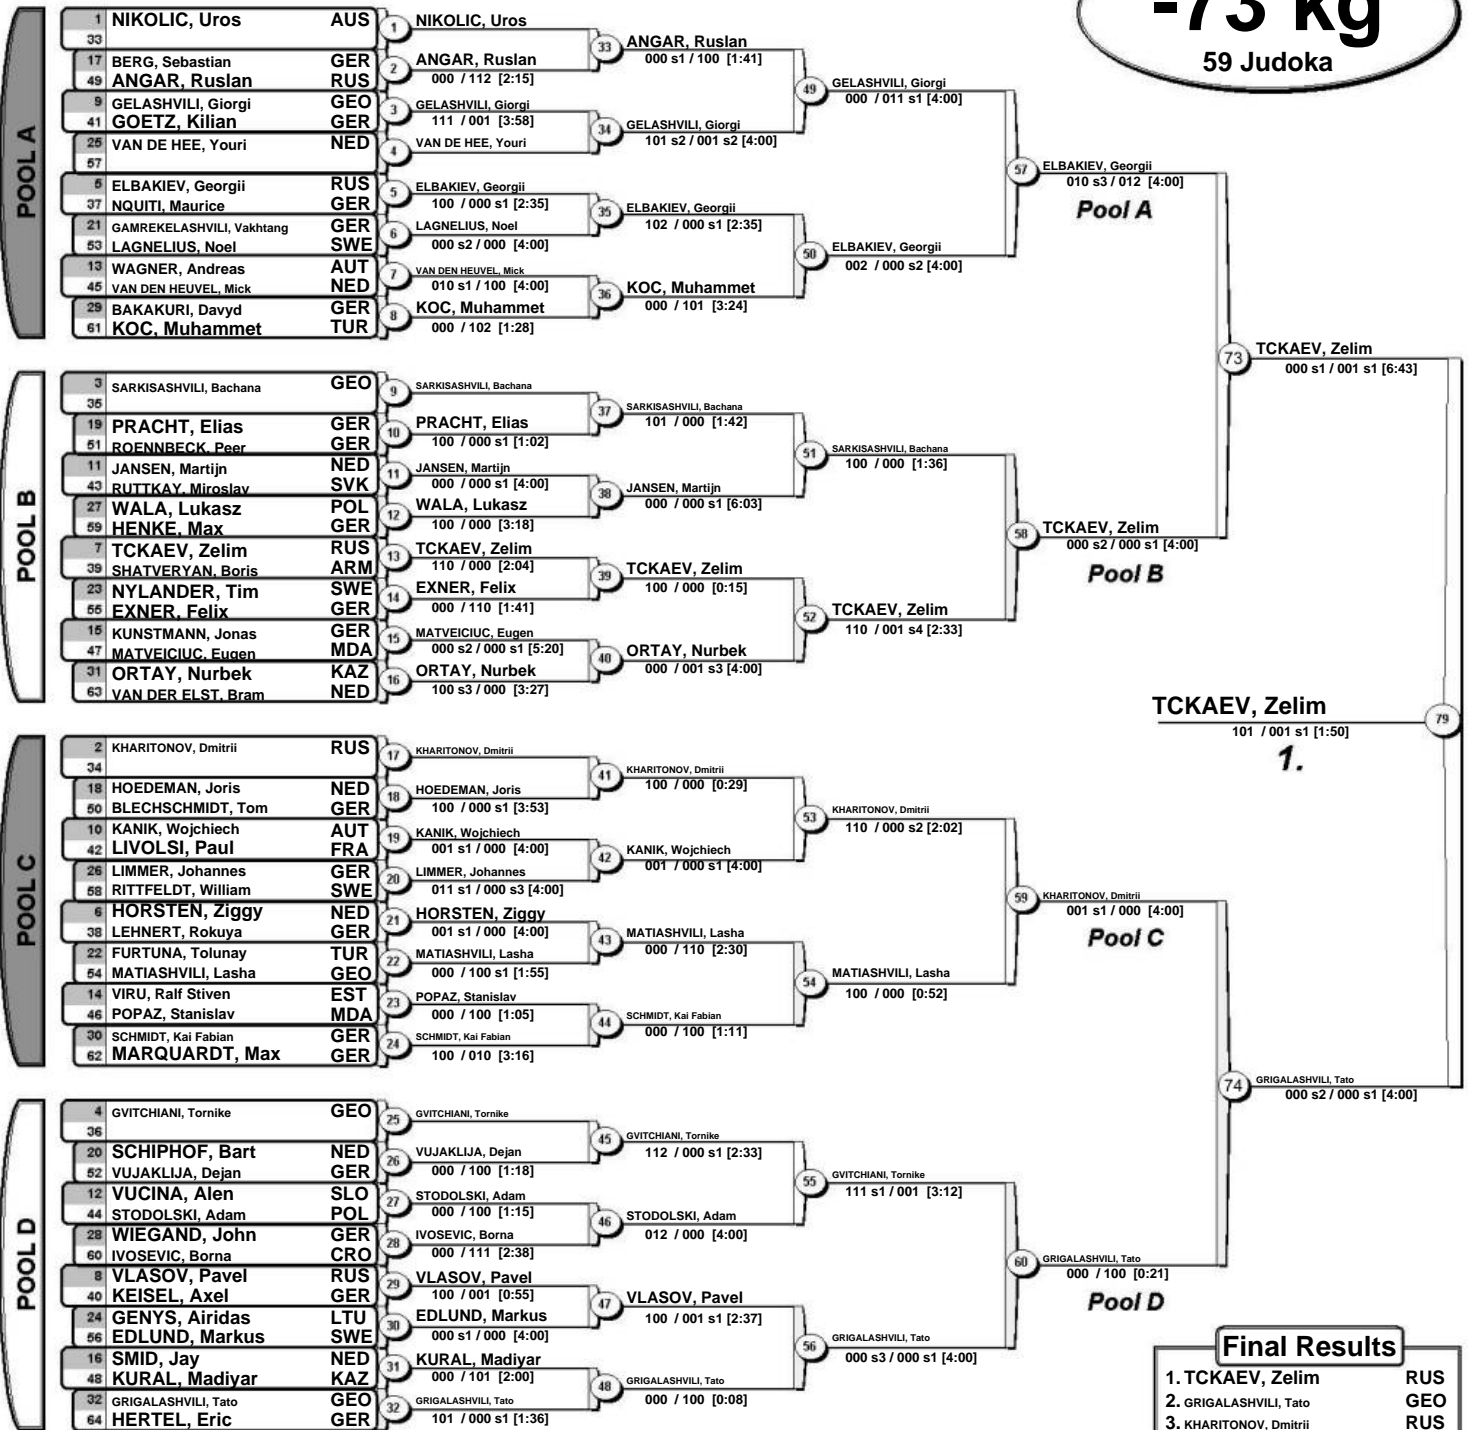 -73 kg
59 Judoka
POOL A
1 NIKOLIC, Uros AUS
33
17 BERG, Sebastian GER
49 ANGAR, Ruslan RUS
9 GELASHVILI, Giorgi GEO
41 GOETZ, Kilian GER
25 VAN DE HEE, Youri NED
57
5 ELBAKIEV, Georgii RUS
37 NQUITI, Maurice GER
21 GAMREKELASHVILI, Vakhtang GER
53 LAGNELIUS, Noel SWE
13 WAGNER, Andreas AUT
45 VAN DEN HEUVEL, Mick NED
29 BAKAKURI, Davyd GER
61 KOC, Muhammet TUR
1 NIKOLIC, Uros
2 ANGAR, Ruslan
000 / 112 [2:15]
3 GELASHVILI, Giorgi
111 / 001 [3:58]
4 VAN DE HEE, Youri
5 ELBAKIEV, Georgii
100 / 000 s1 [2:35]
6 LAGNELIUS, Noel
000 s2 / 000 [4:00]
7 VAN DEN HEUVEL, Mick
010 s1 / 100 [4:00]
8 KOC, Muhammet
000 / 102 [1:28]
33 ANGAR, Ruslan
000 s1 / 100 [1:41]
34 GELASHVILI, Giorgi
101 s2 / 001 s2 [4:00]
35 ELBAKIEV, Georgii
102 / 000 s1 [2:35]
36 KOC, Muhammet
000 / 101 [3:24]
49 GELASHVILI, Giorgi
000 / 011 s1 [4:00]
50 ELBAKIEV, Georgii
002 / 000 s2 [4:00]
57 ELBAKIEV, Georgii
010 s3 / 012 [4:00]
Pool A
POOL B
3 SARKISASHVILI, Bachana GEO
35
19 PRACHT, Elias GER
51 ROENNBECK, Peer GER
11 JANSEN, Martijn NED
43 RUTTKAY, Miroslav SVK
27 WALA, Lukasz POL
59 HENKE, Max GER
7 TCKAEV, Zelim RUS
39 SHATVERYAN, Boris ARM
23 NYLANDER, Tim SWE
55 EXNER, Felix GER
15 KUNSTMANN, Jonas GER
47 MATVEICIUC, Eugen MDA
31 ORTAY, Nurbek KAZ
63 VAN DER ELST, Bram NED
9 SARKISASHVILI, Bachana
10 PRACHT, Elias
100 / 000 s1 [1:02]
11 JANSEN, Martijn
000 / 000 s1 [4:00]
12 WALA, Lukasz
100 / 000 [3:18]
13 TCKAEV, Zelim
110 / 000 [2:04]
14 EXNER, Felix
000 / 110 [1:41]
15 MATVEICIUC, Eugen
000 s2 / 000 s1 [5:20]
16 ORTAY, Nurbek
100 s3 / 000 [3:27]
37 SARKISASHVILI, Bachana
101 / 000 [1:42]
38 JANSEN, Martijn
000 / 000 s1 [6:03]
39 TCKAEV, Zelim
100 / 000 [0:15]
40 ORTAY, Nurbek
000 / 001 s3 [4:00]
51 SARKISASHVILI, Bachana
100 / 000 [1:36]
52 TCKAEV, Zelim
110 / 001 s4 [2:33]
58 TCKAEV, Zelim
000 s2 / 000 s1 [4:00]
Pool B
73 TCKAEV, Zelim
000 s1 / 001 s1 [6:43]
TCKAEV, Zelim 79
101 / 001 s1 [1:50]
1.
POOL C
2 KHARITONOV, Dmitrii RUS
34
18 HOEDEMAN, Joris NED
50 BLECHSCHMIDT, Tom GER
10 KANIK, Wojchiech AUT
42 LIVOLSI, Paul FRA
26 LIMMER, Johannes GER
58 RITTFELDT, William SWE
6 HORSTEN, Ziggy NED
38 LEHNERT, Rokuya GER
22 FURTUNA, Tolunay TUR
54 MATIASHVILI, Lasha GEO
14 VIRU, Ralf Stiven EST
46 POPAZ, Stanislav MDA
30 SCHMIDT, Kai Fabian GER
62 MARQUARDT, Max GER
17 KHARITONOV, Dmitrii
18 HOEDEMAN, Joris
100 / 000 s1 [3:53]
19 KANIK, Wojchiech
001 s1 / 000 [4:00]
20 LIMMER, Johannes
011 s1 / 000 s3 [4:00]
21 HORSTEN, Ziggy
001 s1 / 000 [4:00]
22 MATIASHVILI, Lasha
000 / 100 s1 [1:55]
23 POPAZ, Stanislav
000 / 100 [1:05]
24 SCHMIDT, Kai Fabian
100 / 010 [3:16]
41 KHARITONOV, Dmitrii
100 / 000 [0:29]
42 KANIK, Wojchiech
001 / 000 s1 [4:00]
43 MATIASHVILI, Lasha
000 / 110 [2:30]
44 SCHMIDT, Kai Fabian
000 / 100 [1:11]
53 KHARITONOV, Dmitrii
110 / 000 s2 [2:02]
54 MATIASHVILI, Lasha
100 / 000 [0:52]
59 KHARITONOV, Dmitrii
001 s1 / 000 [4:00]
Pool C
74 GRIGALASHVILI, Tato
000 s2 / 000 s1 [4:00]
POOL D
4 GVITCHIANI, Tornike GEO
36
20 SCHIPHOF, Bart NED
52 VUJAKLIJA, Dejan GER
12 VUCINA, Alen SLO
44 STODOLSKI, Adam POL
28 WIEGAND, John GER
60 IVOSEVIC, Borna CRO
8 VLASOV, Pavel RUS
40 KEISEL, Axel GER
24 GENYS, Airidas LTU
56 EDLUND, Markus SWE
16 SMID, Jay NED
48 KURAL, Madiyar KAZ
32 GRIGALASHVILI, Tato GEO
64 HERTEL, Eric GER
25 GVITCHIANI, Tornike
26 VUJAKLIJA, Dejan
000 / 100 [1:18]
27 STODOLSKI, Adam
000 / 100 [1:15]
28 IVOSEVIC, Borna
000 / 111 [2:38]
29 VLASOV, Pavel
100 / 001 [0:55]
30 EDLUND, Markus
000 s1 / 000 [4:00]
31 KURAL, Madiyar
000 / 101 [2:00]
32 GRIGALASHVILI, Tato
101 / 000 s1 [1:36]
45 GVITCHIANI, Tornike
112 / 000 s1 [2:33]
46 STODOLSKI, Adam
012 / 000 [4:00]
47 VLASOV, Pavel
100 / 001 s1 [2:37]
48 GRIGALASHVILI, Tato
000 / 100 [0:08]
55 GVITCHIANI, Tornike
111 s1 / 001 [3:12]
56 GRIGALASHVILI, Tato
000 s3 / 000 s1 [4:00]
60 GRIGALASHVILI, Tato
000 / 100 [0:21]
Pool D
Final Results
1. TCKAEV, Zelim RUS
2. GRIGALASHVILI, Tato GEO
3. KHARITONOV, Dmitrii RUS